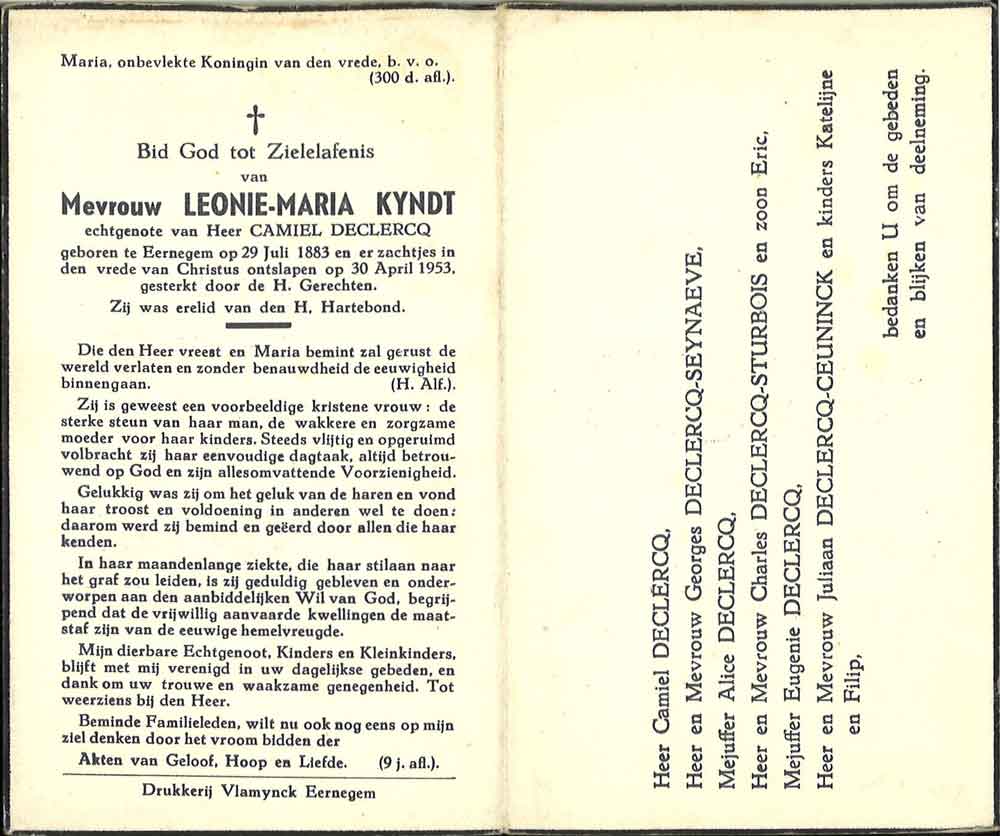 Maria, onbevlekte Koningin van den vrede, b. v. o.
(300 d. afl.).
†
Bid God tot Zielelafenis
van
Mevrouw LEONIE-MARIA KYNDT
echtgenote van Heer CAMIEL DECLERCQ
geboren te Eernegem op 29 Juli 1883 en er zachtjes in
den vrede van Christus ontslapen op 30 April 1953,
gesterkt door de H. Gerechten.
Zij was erelid van den H. Hartebond.
Die den Heer vreest en Maria bemint zal gerust de
wereld verlaten en zonder benauwdheid de eeuwigheid
binnengaan. (H. Alf.).
Zij is geweest een voorbeeldige kristene vrouw : de
sterke steun van haar man, de wakkere en zorgzame
moeder voor haar kinders. Steeds vlijtig en opgeruimd
volbracht zij haar eenvoudige dagtaak, altijd betrou-
wend op God en zijn allesomvattende Voorzienigheid.
Gelukkig was zij om het geluk van de haren en vond
haar troost en voldoening in anderen wel te doen:
daarom werd zij bemind en geëerd door allen die haar
kenden.
In haar maandenlange ziekte, die haar stilaan naar
het graf zou leiden, is zij geduldig gebleven en onder-
worpen aan den aanbiddelijken Wil van God, begrij-
pend dat de vrijwillig aanvaarde kwellingen de maat-
staf zijn van de eeuwige hemelvreugde.
Mijn dierbare Echtgenoot, Kinders en Kleinkinders,
blijft met mij verenigd in uw dagelijkse gebeden, en
dank om uw trouwe en waakzame genegenheid. Tot
weerziens bij den Heer.
Beminde Familieleden, wilt nu ook nog eens op mijn
ziel denken door het vroom bidden der
Akten van Geloof, Hoop en Liefde. (9 j. afl.).
Drukkerij Vlamynck Eernegem
Heer Camiel DECLERCQ,
Heer en Mevrouw Georges DECLERCQ-SEYNAEVE,
Mejuffer Alice DECLERCQ,
Heer en Mevrouw Charles DECLERCQ-STURBOIS en zoon Eric,
Mejuffer Eugenie DECLERCQ,
Heer en Mevrouw Juliaan DECLERCQ-CEUNINCK en kinders Katelijne
en Filip,
bedanken U om de gebeden
en blijken van deelneming.